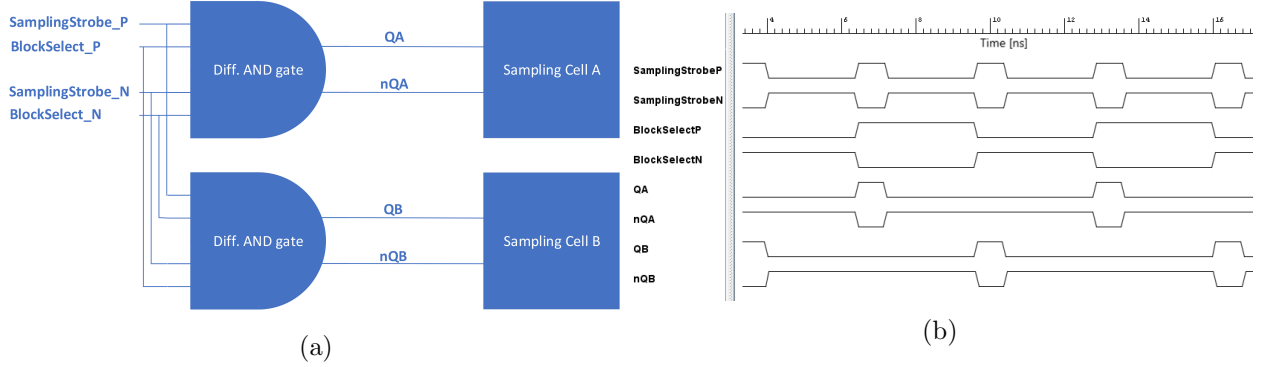 SamplingStrobe_P
BlockSelect_P
SamplingStrobe_N
BlockSelect_N
Diff. AND gate
QA
nQA
Sampling Cell A
Diff. AND gate
QB
nQB
Sampling Cell B
(a)
4 6 8 10 12 14 16
Time [ns]
SamplingStrobeP
SamplingStrobeN
BlockSelectP
BlockSelectN
QA
nQA
QB
nQB
(b)